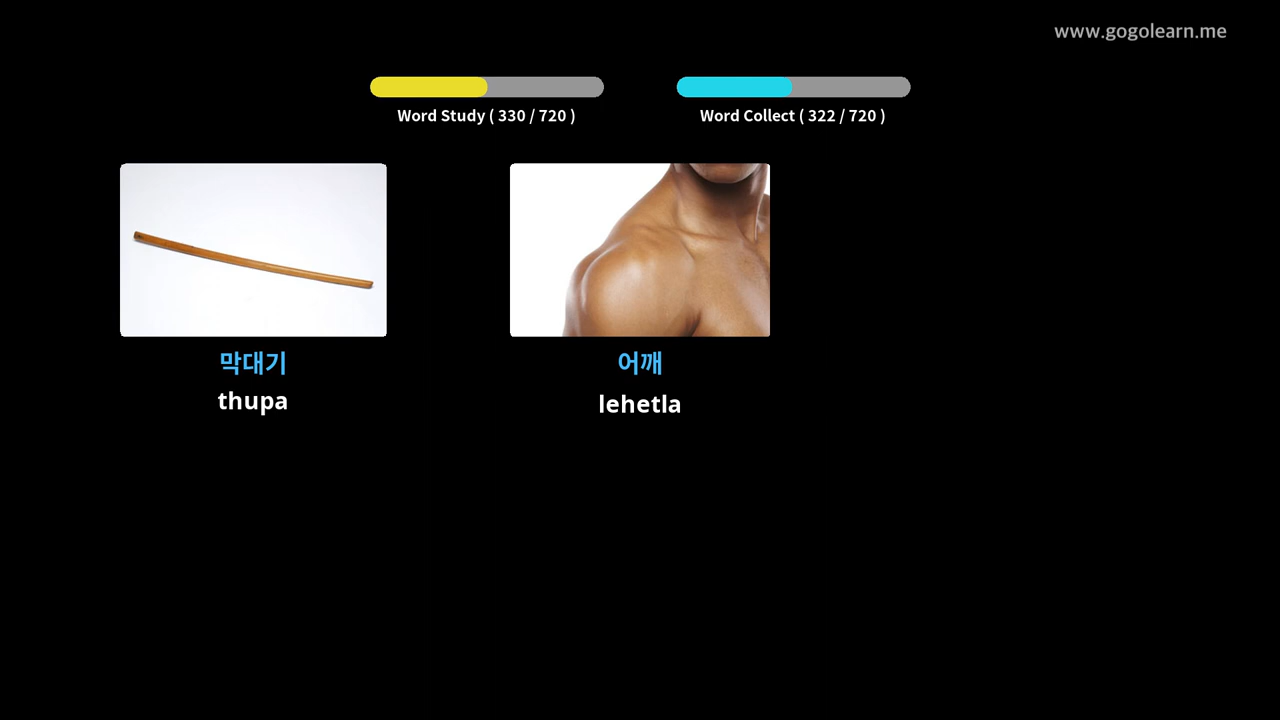 www.gogolearn.me
Word Study ( 330 / 720 )
Word Collect ( 322 / 720 )
막대기
thupa
어깨
lehetla